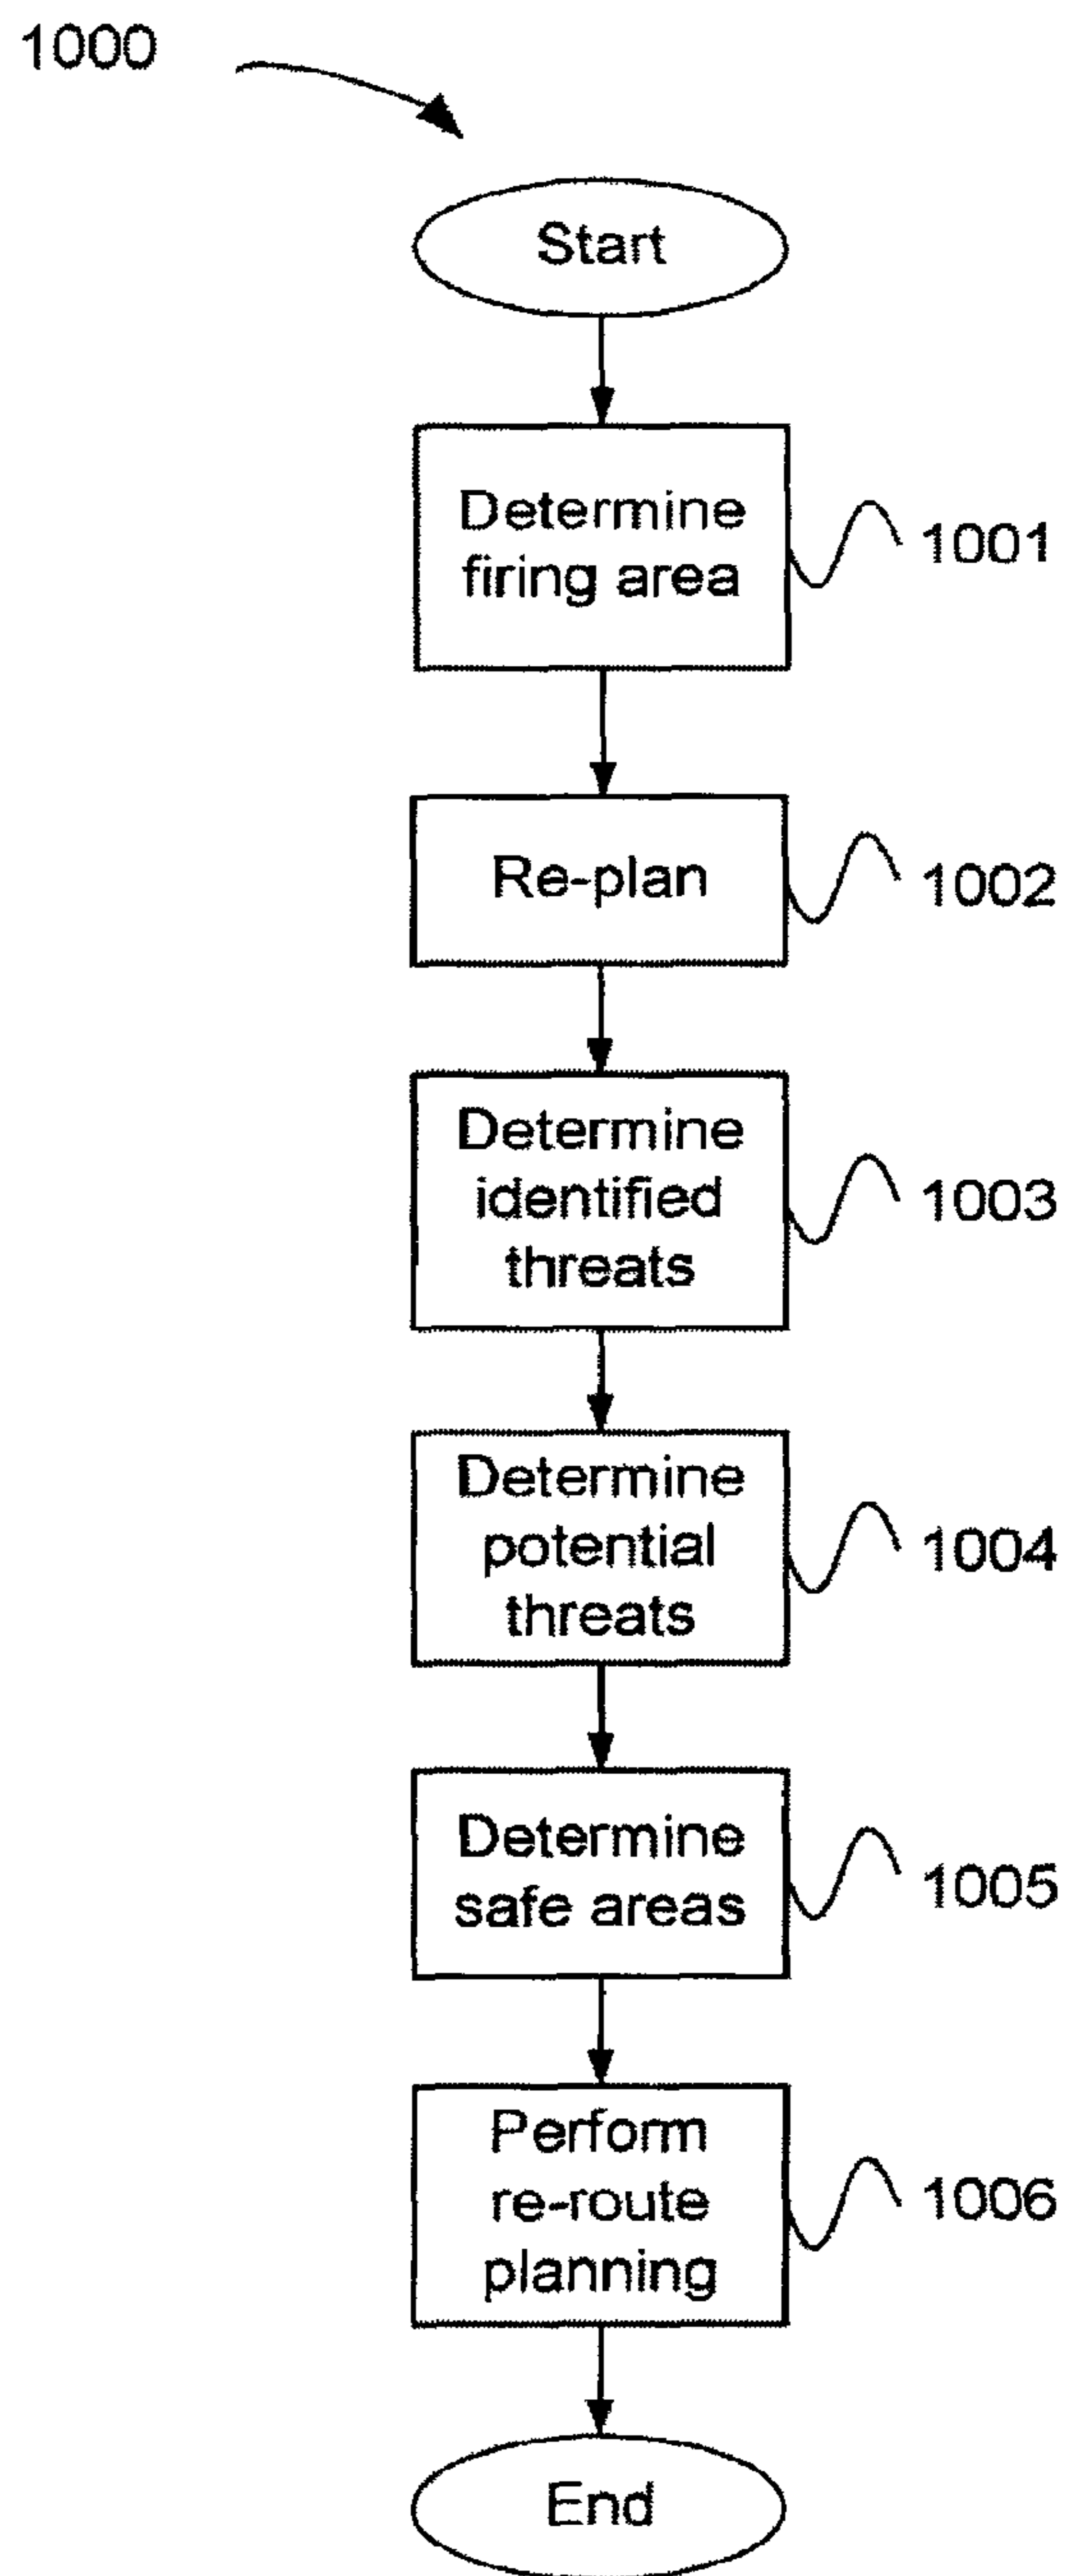 1000
Start
Determine
firing area
1001
Re-plan
1002
Determine
identified
threats
1003
Determine
potential
threats
1004
Determine
safe areas
1005
Perform
re-route
planning
1006
End